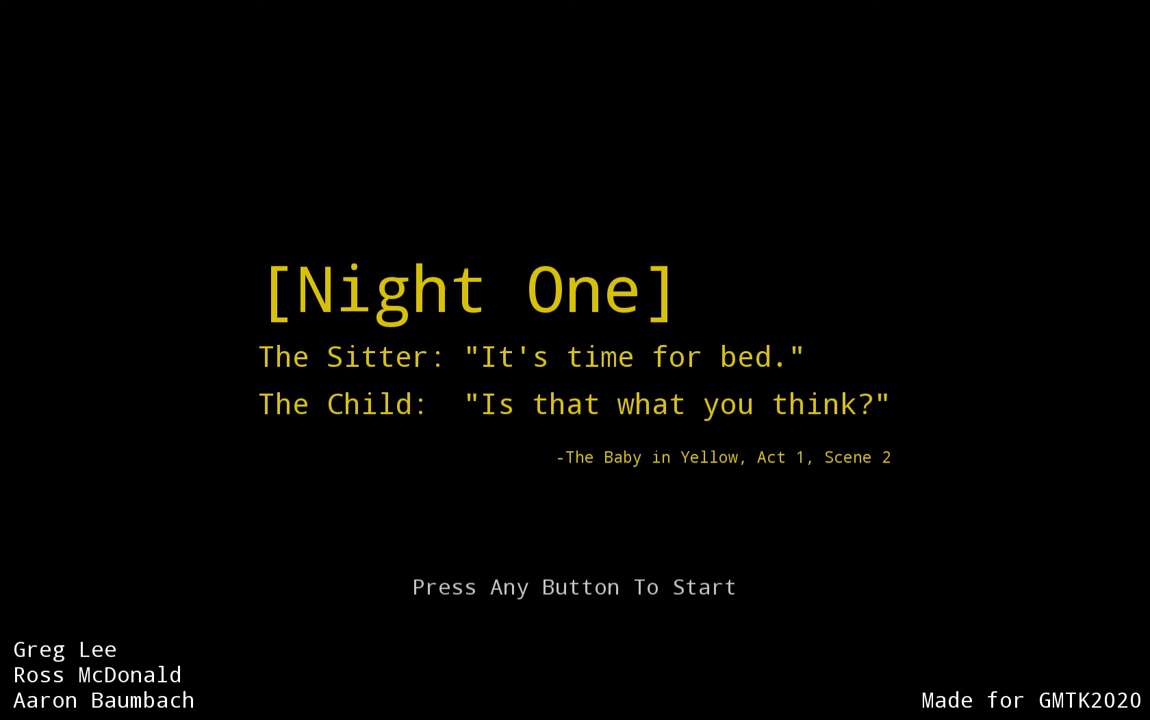 [Night One]
The Sitter: "It's time for bed."
The Child: "Is that what you think?"
-The Baby in Yellow, Act 1, Scene 2
Press Any Button To Start
Greg Lee
Ross McDonald
Aaron Baumbach
Made for GMTK2020